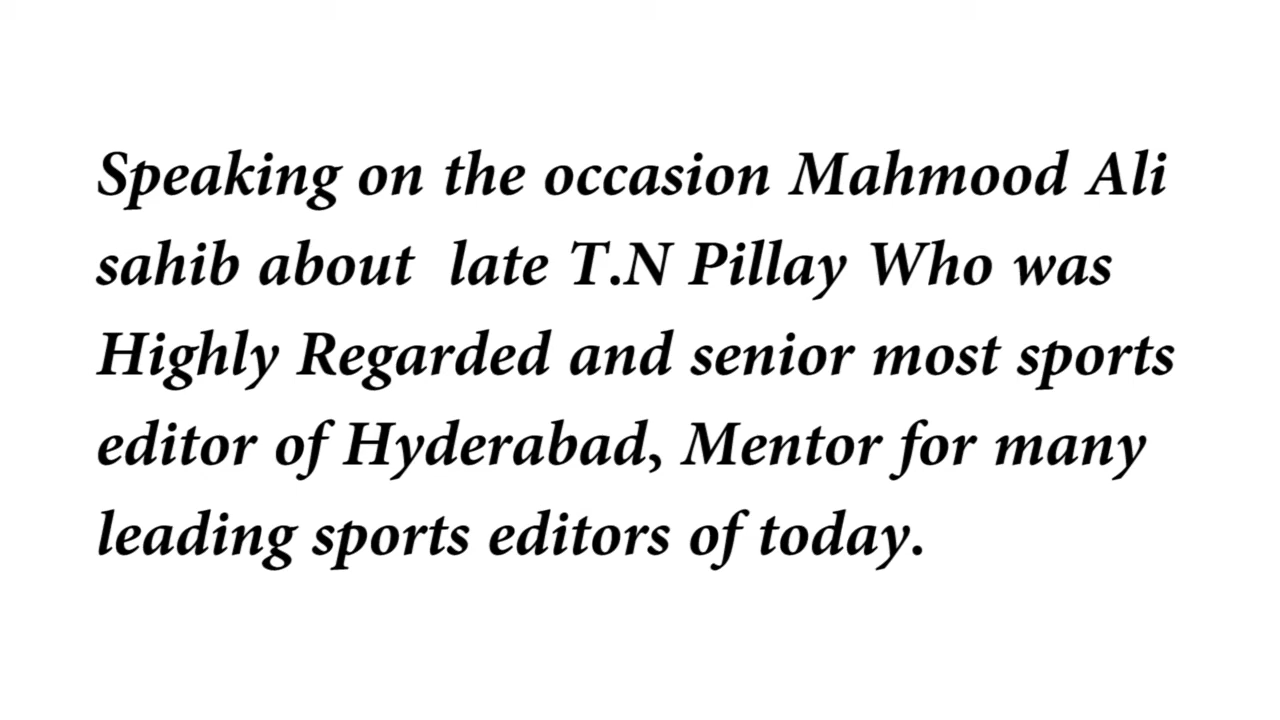 Speaking on the occasion Mahmood Ali
sahib about  late T.N Pillay Who was
Highly Regarded and senior most sports
editor of Hyderabad, Mentor for many
leading sports editors of today.